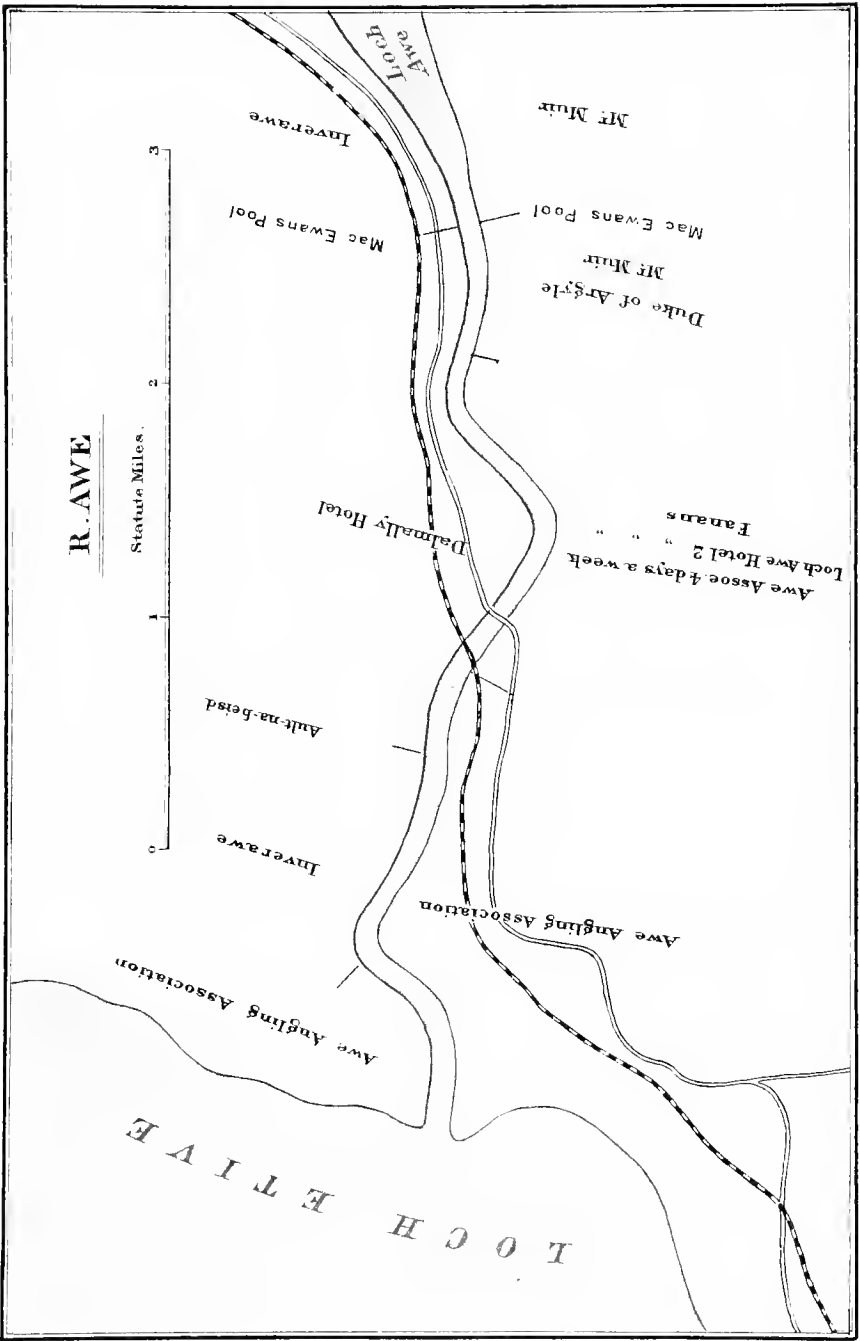 R. AWE
Statute Miles.
0
1
2
3
LOCH ETIVE
Awe Angling Association
Awe Angling Association
Inverawe
Ault-na-beisd
Awe Assoc. 4 days a week
Loch Awe Hotel 2 " " "
Fanans
Dalmally Hotel
Duke of Argyle
Mr. Muir
Mac Ewans Pool
Mac Ewans Pool
Inverawe
Mr. Muir
Loch
Awe